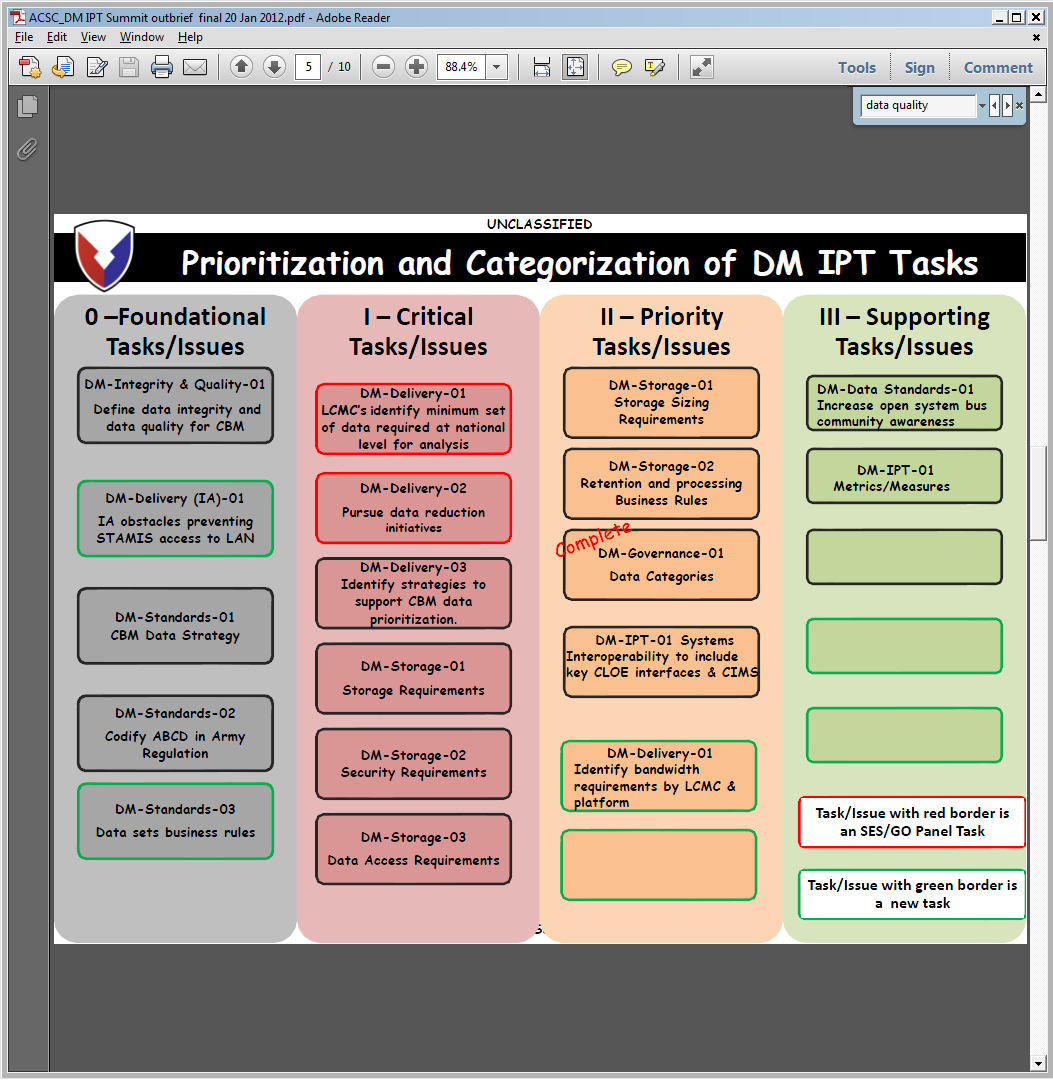 ACSC_DM IPT Summit outbrief  final 20 Jan 2012.pdf - Adobe Reader
File Edit View Window Help
5 / 10 88.4% Tools Sign Comment
data quality
UNCLASSIFIED
Prioritization and Categorization of DM IPT Tasks
0 –Foundational
Tasks/Issues
DM-Integrity & Quality-01
Define data integrity and
data quality for CBM
DM-Delivery (IA)-01
IA obstacles preventing
STAMIS access to LAN
DM-Standards-01
CBM Data Strategy
DM-Standards-02
Codify ABCD in Army
Regulation
DM-Standards-03
Data sets business rules
I – Critical
Tasks/Issues
DM-Delivery-01
LCMC's identify minimum set
of data required at national
level for analysis
DM-Delivery-02
Pursue data reduction
initiatives
DM-Delivery-03
Identify strategies to
support CBM data
prioritization.
DM-Storage-01
Storage Requirements
DM-Storage-02
Security Requirements
DM-Storage-03
Data Access Requirements
II – Priority
Tasks/Issues
DM-Storage-01
Storage Sizing
Requirements
DM-Storage-02
Retention and processing
Business Rules
Complete
DM-Governance-01
Data Categories
DM-IPT-01 Systems
Interoperability to include
key CLOE interfaces & CIMS
DM-Delivery-01
Identify bandwidth
requirements by LCMC &
platform
III – Supporting
Tasks/Issues
DM-Data Standards-01
Increase open system bus
community awareness
DM-IPT-01
Metrics/Measures
Task/Issue with red border is
an SES/GO Panel Task
Task/Issue with green border is
a  new task